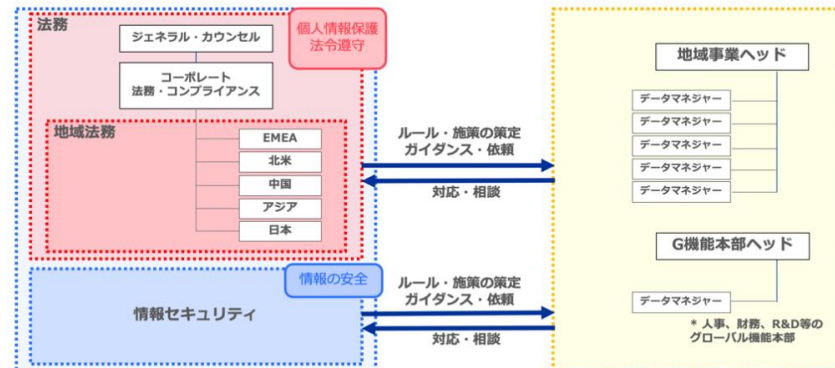 法務
個人情報保護
法令遵守
ジェネラル・カウンセル
コーポレート
法務・コンプライアンス
地域法務
EMEA
北米
中国
アジア
日本
情報の安全
情報セキュリティ
ルール・施策の策定
ガイダンス・依頼
対応・相談
ルール・施策の策定
ガイダンス・依頼
対応・相談
地域事業ヘッド
データマネジャー
データマネジャー
データマネジャー
データマネジャー
データマネジャー
G機能本部ヘッド
データマネジャー
* 人事、財務、R&D等の
グローバル機能本部